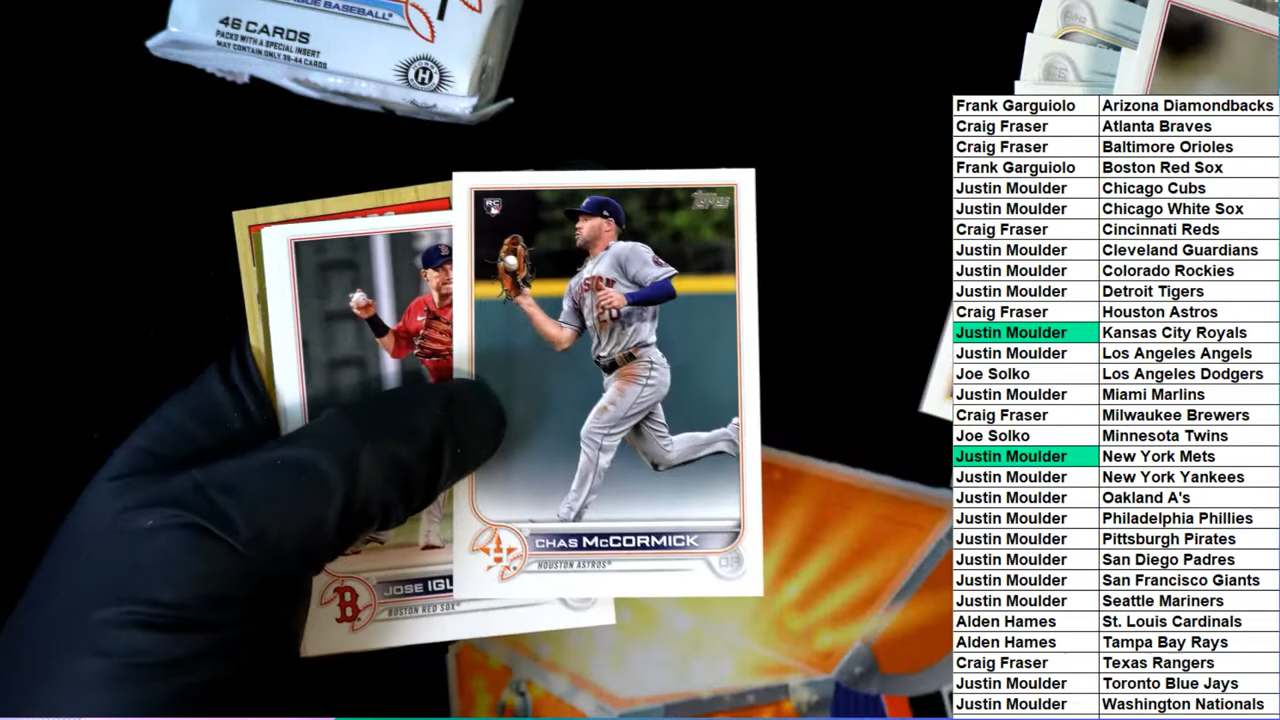 LEAGUE BASEBALL®
46 CARDS
PACKS WITH A SPECIAL INSERT
MAY CONTAIN ONLY 39-44 CARDS
HOBBY
H
RC
Topps
HOUSTON
20
CHAS McCORMICK
HOUSTON ASTROS®
H
OF
B
JOSE IGL
BOSTON RED SOX®
Frank Garguiolo Arizona Diamondbacks
Craig Fraser Atlanta Braves
Craig Fraser Baltimore Orioles
Frank Garguiolo Boston Red Sox
Justin Moulder Chicago Cubs
Justin Moulder Chicago White Sox
Craig Fraser Cincinnati Reds
Justin Moulder Cleveland Guardians
Justin Moulder Colorado Rockies
Justin Moulder Detroit Tigers
Craig Fraser Houston Astros
Justin Moulder Kansas City Royals
Justin Moulder Los Angeles Angels
Joe Solko Los Angeles Dodgers
Justin Moulder Miami Marlins
Craig Fraser Milwaukee Brewers
Joe Solko Minnesota Twins
Justin Moulder New York Mets
Justin Moulder New York Yankees
Justin Moulder Oakland A's
Justin Moulder Philadelphia Phillies
Justin Moulder Pittsburgh Pirates
Justin Moulder San Diego Padres
Justin Moulder San Francisco Giants
Justin Moulder Seattle Mariners
Alden Hames St. Louis Cardinals
Alden Hames Tampa Bay Rays
Craig Fraser Texas Rangers
Justin Moulder Toronto Blue Jays
Justin Moulder Washington Nationals